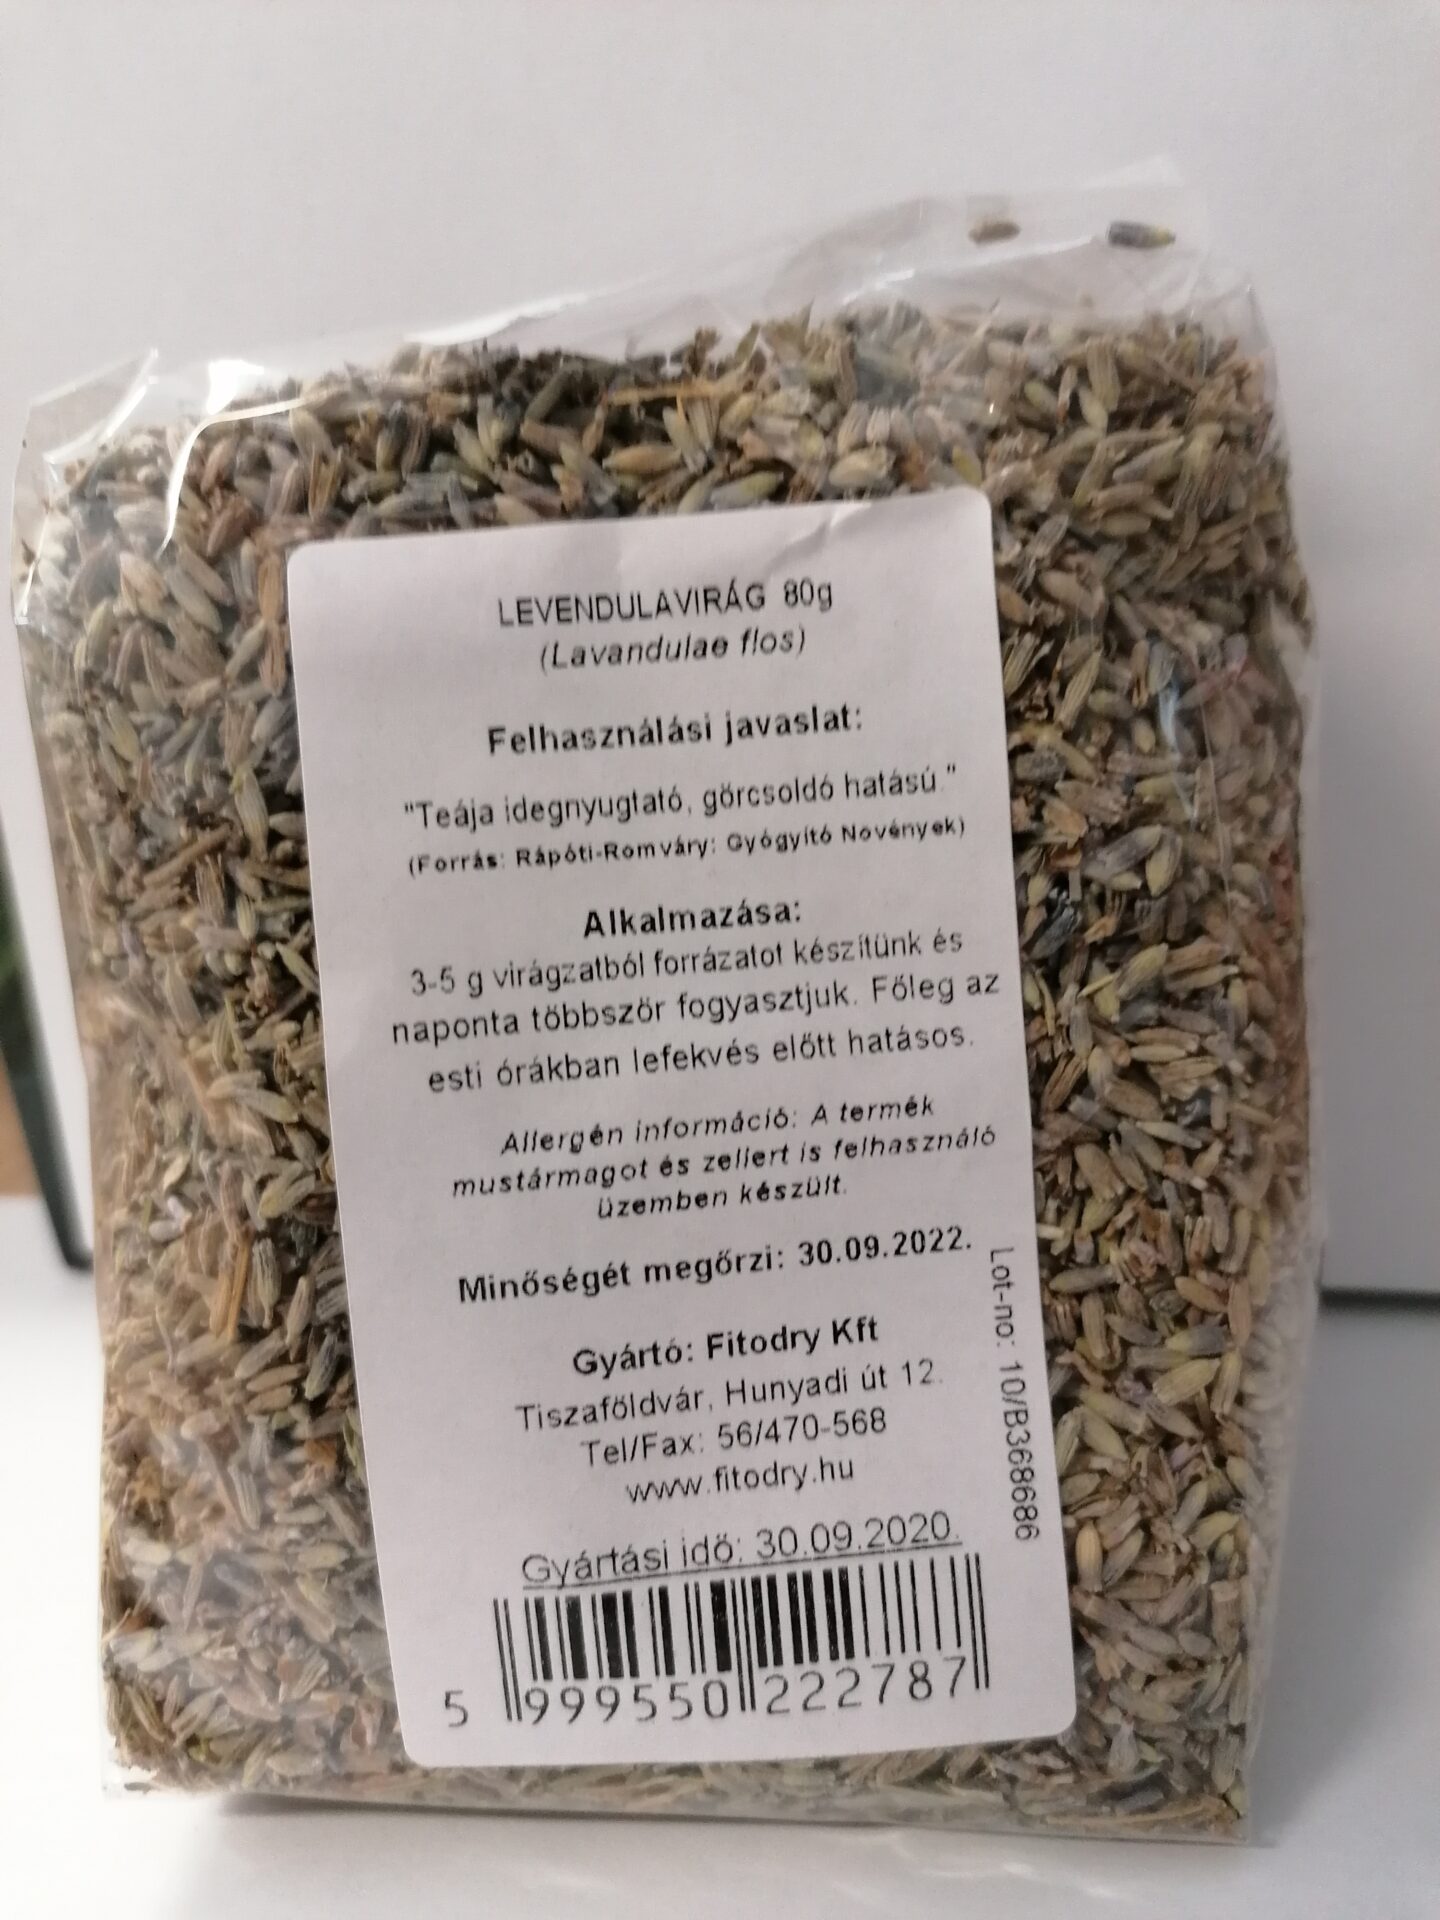 LEVENDULAVIRÁG 80g
(Lavandulae flos)
Felhasználási javaslat:
"Teája idegnyugtató, görcsoldó hatású."
(Forrás: Rápóti-Romváry: Gyógyító Novények)
Alkalmazása:
3-5 g virágzatból forrázatot készítünk és
naponta többször fogyasztjuk. Főleg az
esti órákban lefekvés előtt hatásos.
Allergén információ: A termék
mustármagot és zellert is felhasználó
üzemben készült.
Minőségét megőrzi: 30.09.2022.
Gyártó: Fitodry Kft
Tiszaföldvár, Hunyadi út 12.
Tel/Fax: 56/470-568
www.fitodry.hu
Gyártási idő: 30.09.2020.
5 999550 222787
Lot-no: 10/B368686